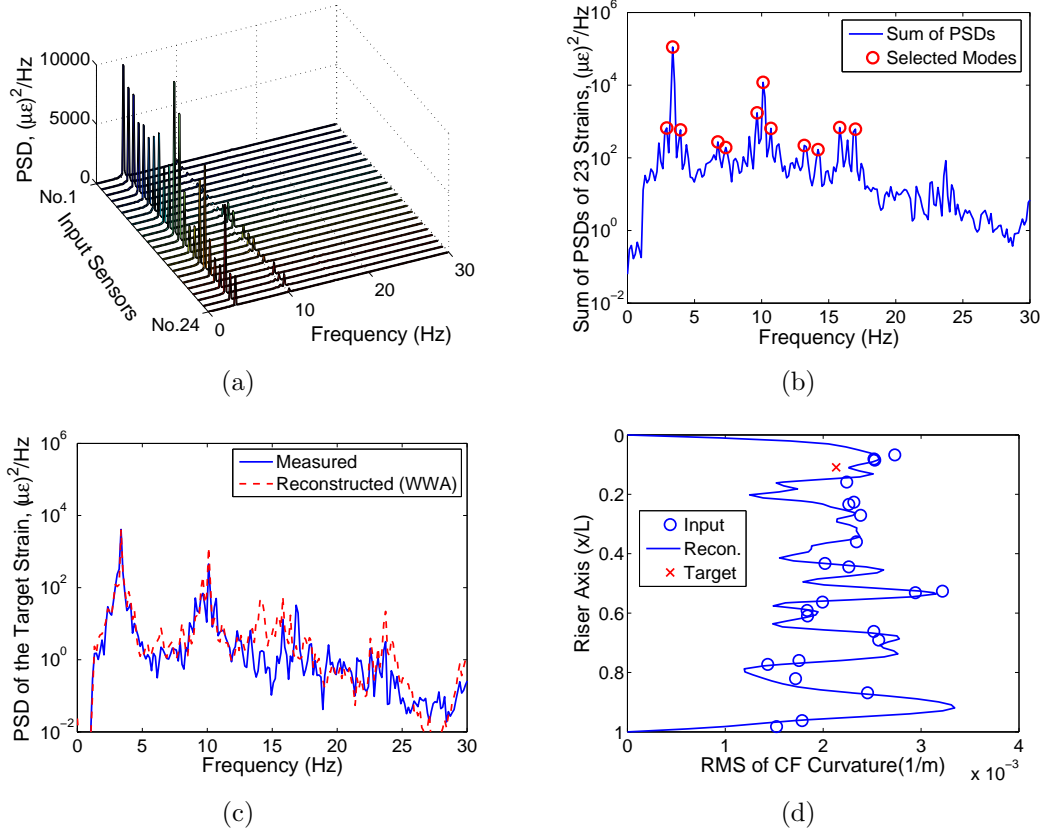 PSD, (με)²/Hz
10000
5000
0
No.1
Input Sensors
No.24
0
10
20
30
Frequency (Hz)
(a)
Sum of PSDs of 23 Strains, (με)²/Hz
10⁶
10⁴
10²
10⁰
10⁻²
0 5 10 15 20 25 30
Frequency (Hz)
Sum of PSDs
Selected Modes
(b)
PSD of the Target Strain, (με)²/Hz
10⁶
10⁴
10²
10⁰
10⁻²
0 5 10 15 20 25 30
Frequency (Hz)
Measured
Reconstructed (WWA)
(c)
Riser Axis (x/L)
0
0.2
0.4
0.6
0.8
1
Input
Recon.
Target
0 1 2 3 4
RMS of CF Curvature(1/m)
x 10⁻³
(d)